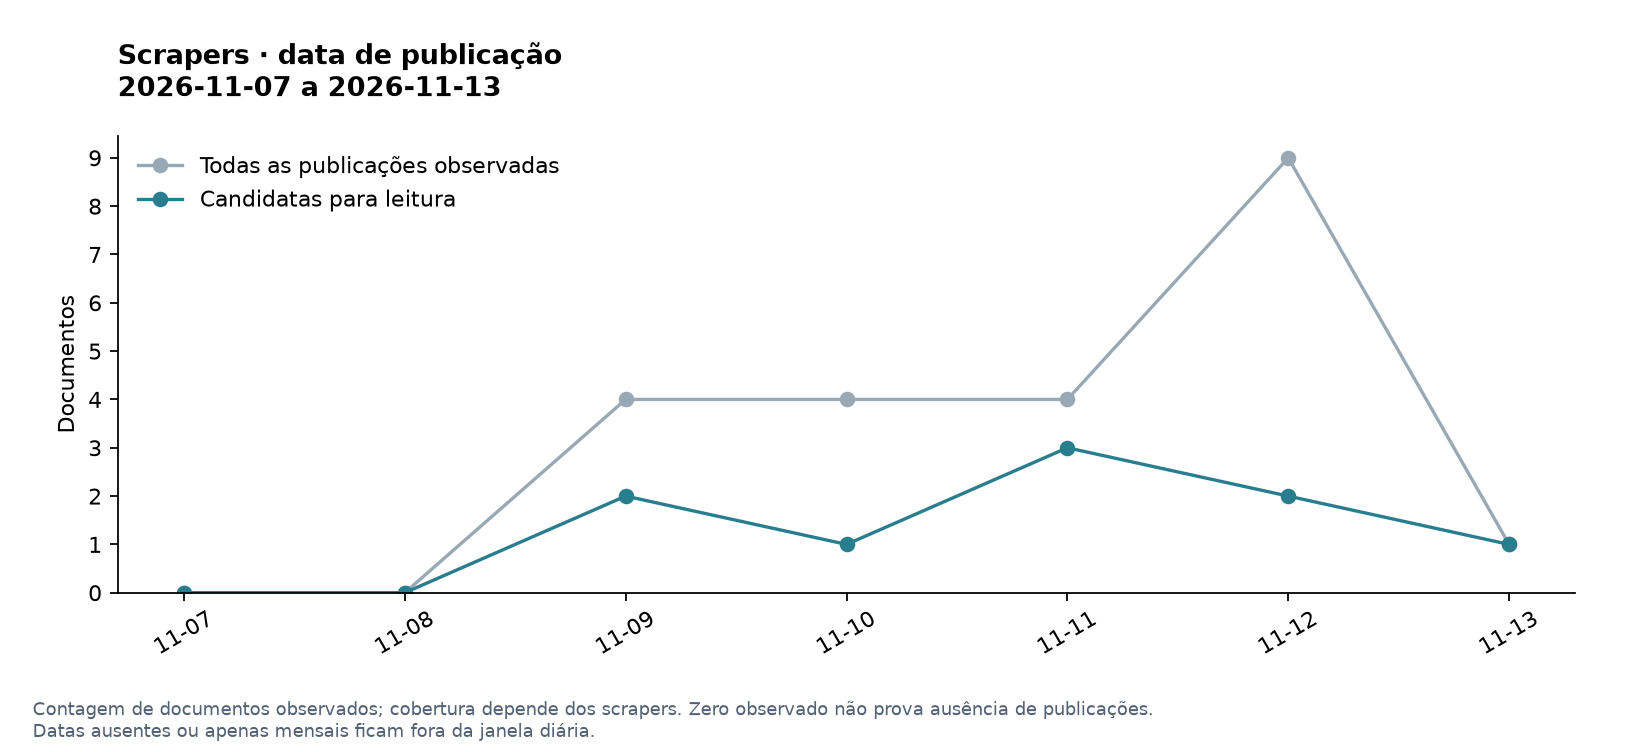 Scrapers · data de publicação
2026-11-07 a 2026-11-13
Todas as publicações observadas
Candidatas para leitura
Documentos
9
8
7
6
5
4
3
2
1
0
11-07
11-08
11-09
11-10
11-11
11-12
11-13
Contagem de documentos observados; cobertura depende dos scrapers. Zero observado não prova ausência de publicações.
Datas ausentes ou apenas mensais ficam fora da janela diária.